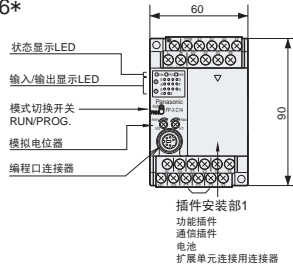 6*
60
状态显示LED
输入/输出显示LED
模式切换开关
RUN/PROG.
模拟电位器
编程口连接器
Panasonic
FP-X C14
90
插件安装部1
功能插件
通信插件
电池
扩展单元连接用连接器